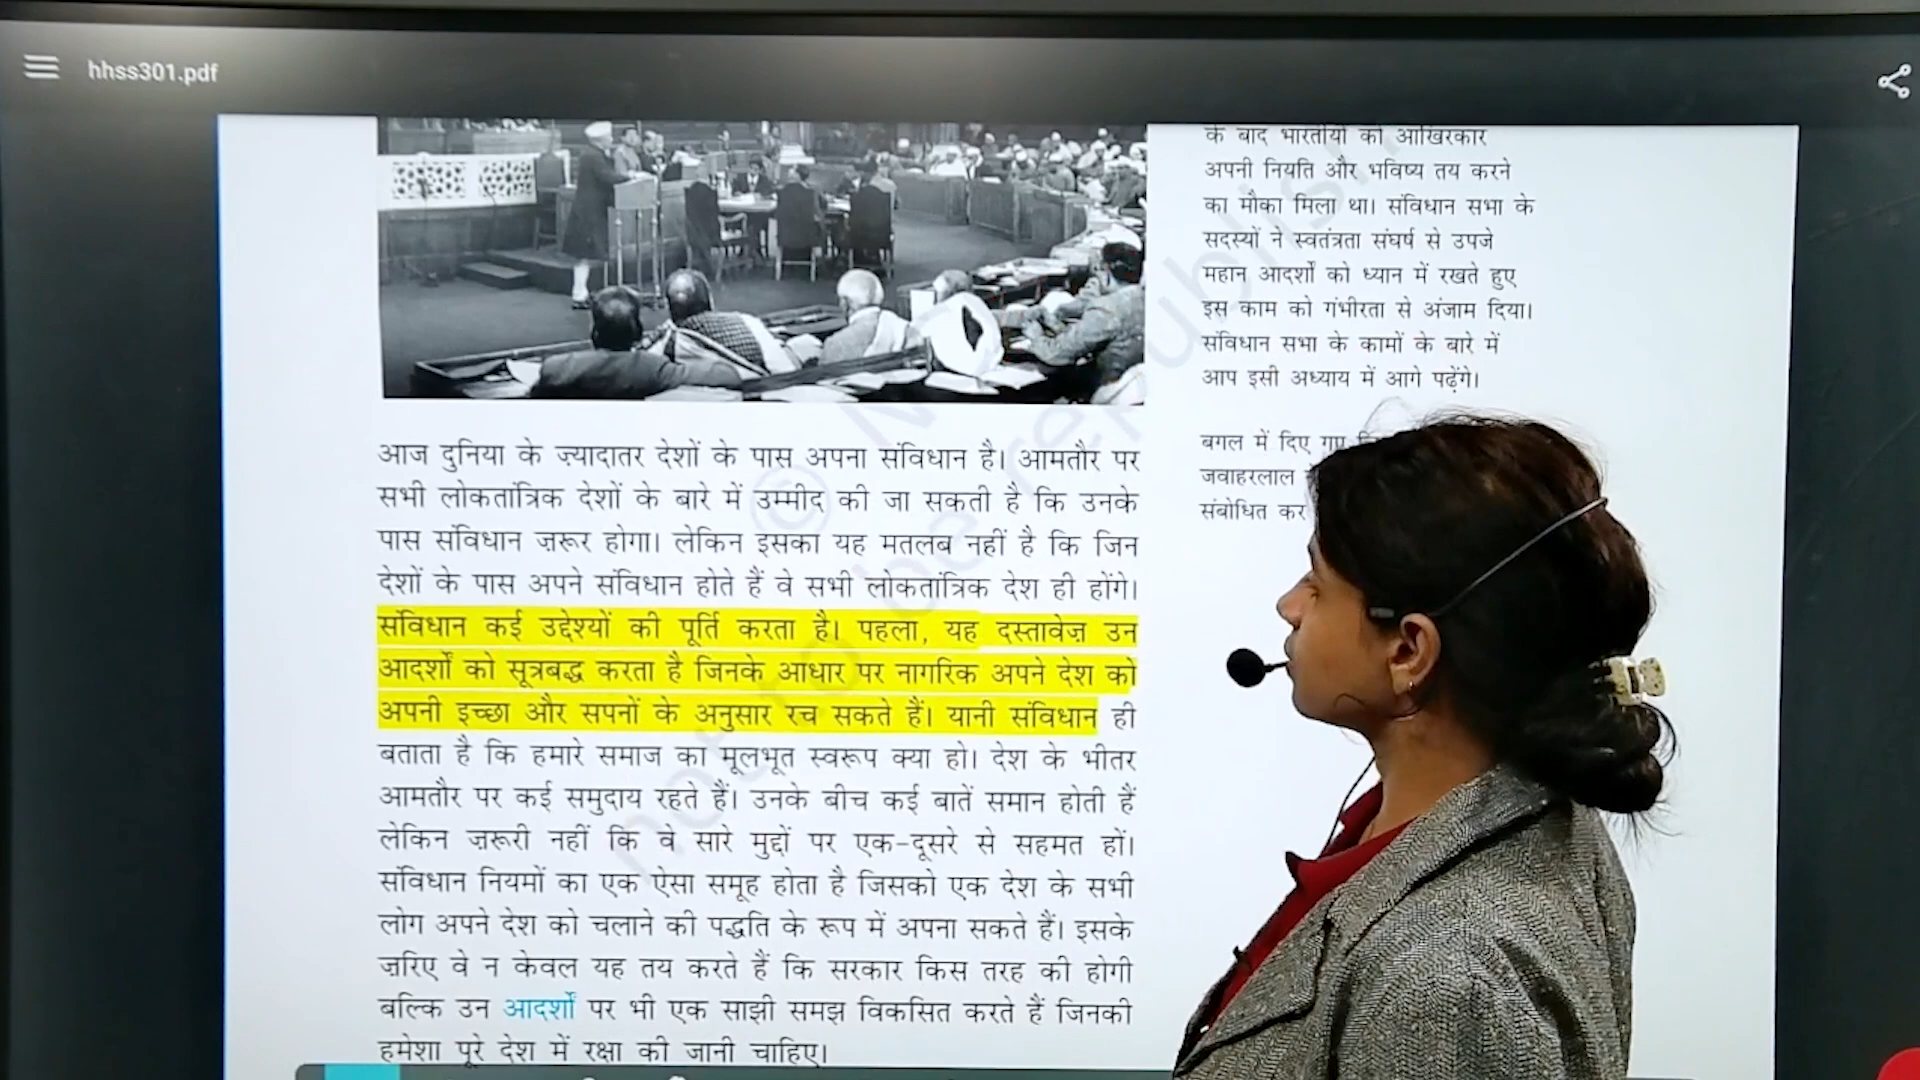 hhss301.pdf
के बाद भारतीयों को आखिरकार
अपनी नियति और भविष्य तय करने
का मौका मिला था। संविधान सभा के
सदस्यों ने स्वतंत्रता संघर्ष से उपजे
महान आदर्शों को ध्यान में रखते हुए
इस काम को गंभीरता से अंजाम दिया।
संविधान सभा के कामों के बारे में
आप इसी अध्याय में आगे पढ़ेंगे।
बगल में दिए गए
जवाहरलाल
संबोधित कर
आज दुनिया के ज़्यादातर देशों के पास अपना संविधान है। आमतौर पर
सभी लोकतांत्रिक देशों के बारे में उम्मीद की जा सकती है कि उनके
पास संविधान ज़रूर होगा। लेकिन इसका यह मतलब नहीं है कि जिन
देशों के पास अपने संविधान होते हैं वे सभी लोकतांत्रिक देश ही होंगे।
संविधान कई उद्देश्यों की पूर्ति करता है। पहला, यह दस्तावेज़ उन
आदर्शों को सूत्रबद्ध करता है जिनके आधार पर नागरिक अपने देश को
अपनी इच्छा और सपनों के अनुसार रच सकते हैं। यानी संविधान ही
बताता है कि हमारे समाज का मूलभूत स्वरूप क्या हो। देश के भीतर
आमतौर पर कई समुदाय रहते हैं। उनके बीच कई बातें समान होती हैं
लेकिन ज़रूरी नहीं कि वे सारे मुद्दों पर एक-दूसरे से सहमत हों।
संविधान नियमों का एक ऐसा समूह होता है जिसको एक देश के सभी
लोग अपने देश को चलाने की पद्धति के रूप में अपना सकते हैं। इसके
ज़रिए वे न केवल यह तय करते हैं कि सरकार किस तरह की होगी
बल्कि उन आदर्शों पर भी एक साझी समझ विकसित करते हैं जिनकी
हमेशा पूरे देश में रक्षा की जानी चाहिए।